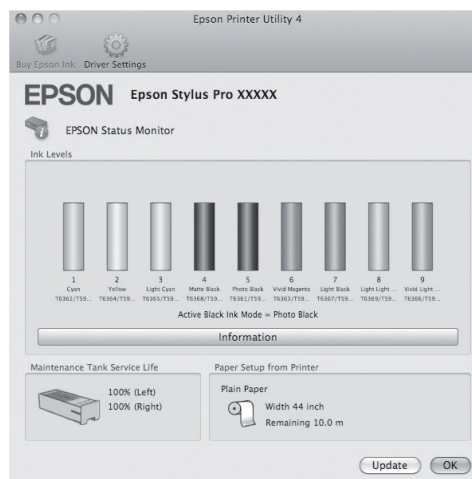 Epson Printer Utility 4
Buy Epson Ink Driver Settings
EPSON Epson Stylus Pro XXXXX
EPSON Status Monitor
Ink Levels
1 2 3 4 5 6 7 8 9
Cyan Yellow Light Cyan Matte Black Photo Black Vivid Magenta Light Black Light Light ... Vivid Light ...
T6362/T59... T6364/T59... T6365/T59... T6368/T59... T6361/T59... T6363/T59... T6367/T59... T6369/T59... T6366/T59...
Active Black Ink Mode = Photo Black
Information
Maintenance Tank Service Life
100% (Left)
100% (Right)
Paper Setup from Printer
Plain Paper
Width 44 inch
Remaining 10.0 m
Update OK